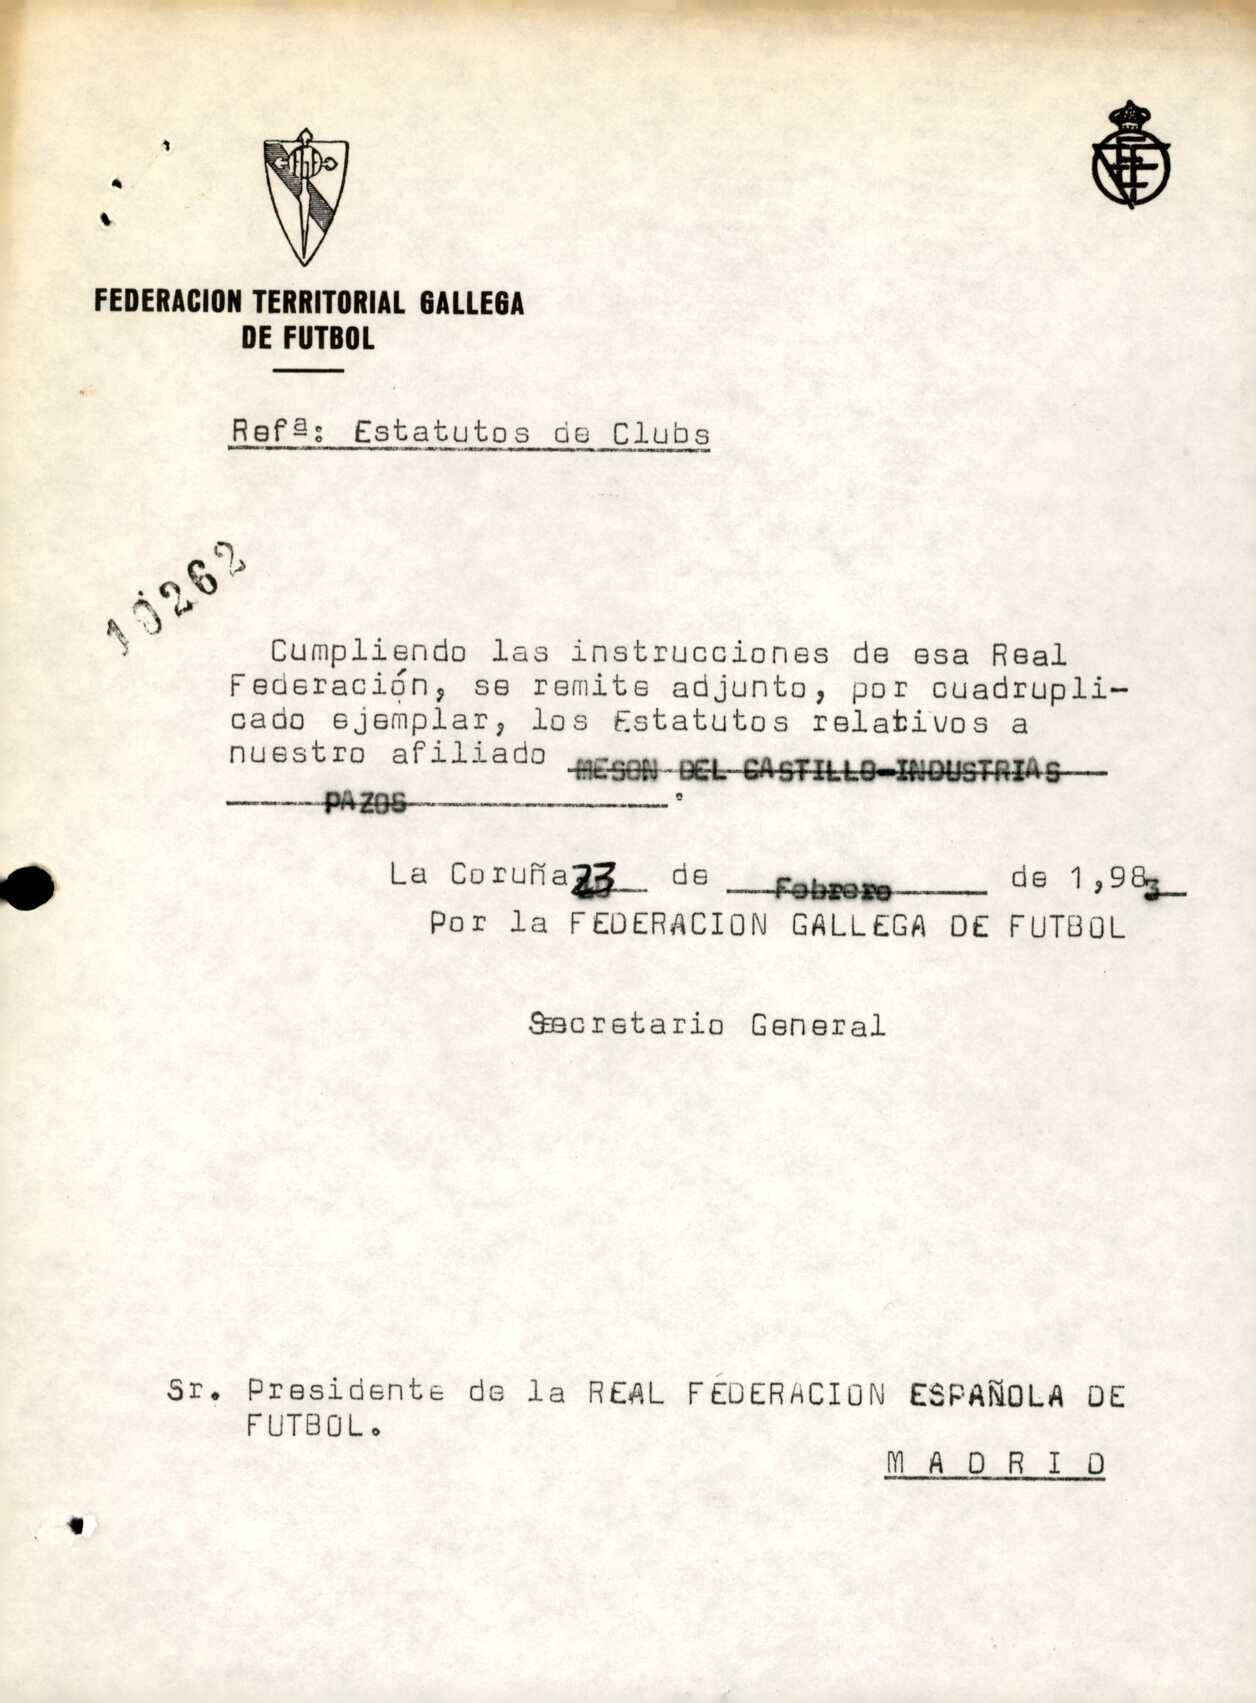 FEDERACION TERRITORIAL GALLEGA
DE FUTBOL
Refª: Estatutos de Clubs
10262
Cumpliendo las instrucciones de esa Real
Federación, se remite adjunto, por cuadrupli-
cado ejemplar, los Estatutos relativos a
nuestro afiliado MESON DEL CASTILLO-INDUSTRIAS
PAZOS.
La Coruña 23 de Febrero de 1,983
Por la FEDERACION GALLEGA DE FUTBOL
Secretario General
Sr. Presidente de la REAL FEDERACION ESPAÑOLA DE
FUTBOL.
M A D R I D